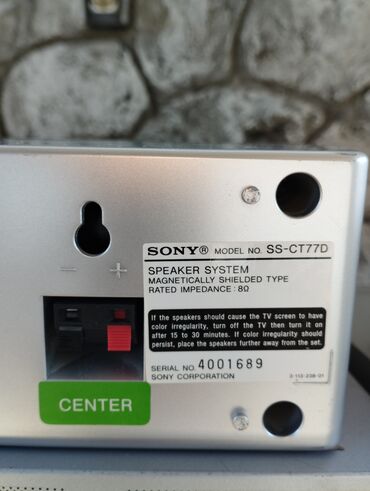 SONY® MODEL NO. SS-CT77D
SPEAKER SYSTEM
MAGNETICALLY SHIELDED TYPE
RATED IMPEDANCE : 8Ω
If the speakers should cause the TV screen to have
color irregularity, turn off the TV then turn it on
after 15 to 30 minutes. If color irregularity should
persist, place the speakers further away from the set.
SERIAL NO. 4001689
SONY CORPORATION
− +
CENTER